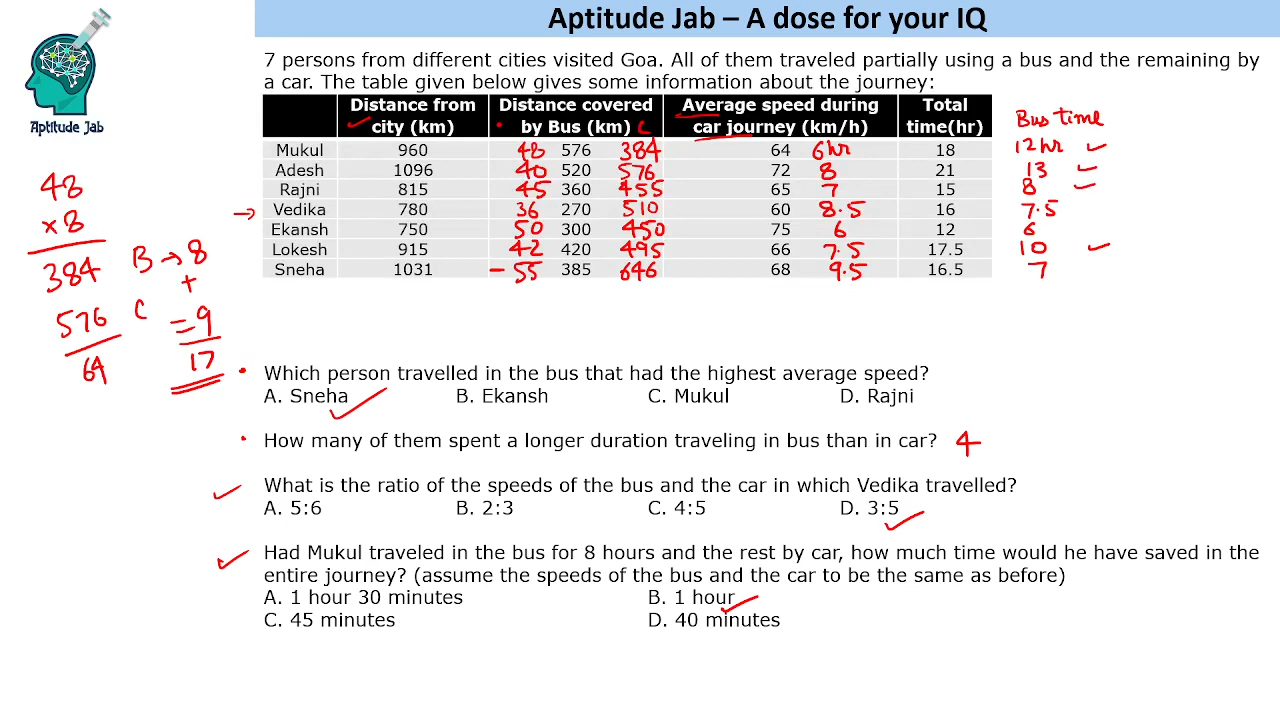 Aptitude Jab – A dose for your IQ
Aptitude Jab
7 persons from different cities visited Goa. All of them traveled partially using a bus and the remaining by
a car. The table given below gives some information about the journey:
Distance from city (km) Distance covered by Bus (km) C Average speed during car journey (km/h) Total time(hr) Bus time
Mukul 960 48 576 384 64 6hr 18 12hr
Adesh 1096 40 520 576 72 8 21 13
Rajni 815 45 360 455 65 7 15 8
Vedika 780 36 270 510 60 8.5 16 7.5
Ekansh 750 50 300 450 75 6 12 6
Lokesh 915 42 420 495 66 7.5 17.5 10
Sneha 1031 55 385 646 68 9.5 16.5 7
48
x8
384
576
64
B → 8
+
C = 9
17
• Which person travelled in the bus that had the highest average speed?
A. Sneha B. Ekansh C. Mukul D. Rajni
• How many of them spent a longer duration traveling in bus than in car? 4
What is the ratio of the speeds of the bus and the car in which Vedika travelled?
A. 5:6 B. 2:3 C. 4:5 D. 3:5
Had Mukul traveled in the bus for 8 hours and the rest by car, how much time would he have saved in the
entire journey? (assume the speeds of the bus and the car to be the same as before)
A. 1 hour 30 minutes B. 1 hour
C. 45 minutes D. 40 minutes